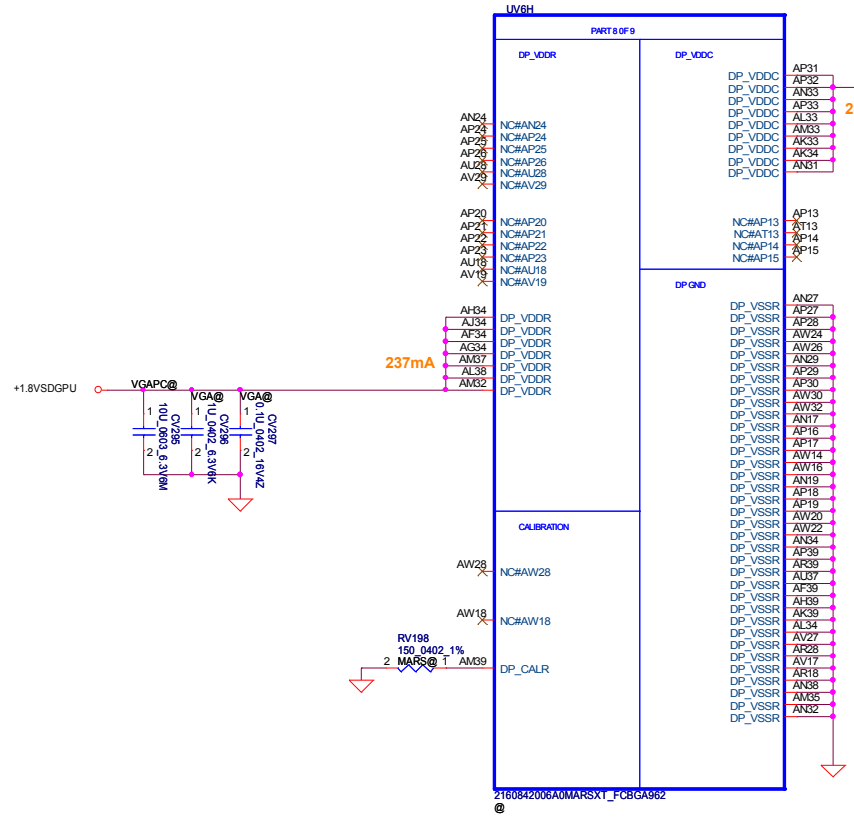 UV6H
PART 8 0F 9
DP_VDDR
DP_VDDC
AN24
NC#AN24
AP24
NC#AP24
AP25
NC#AP25
AP26
NC#AP26
AU28
NC#AU28
AV29
NC#AV29
AP20
NC#AP20
AP21
NC#AP21
AP22
NC#AP22
AP23
NC#AP23
AU18
NC#AU18
AV19
NC#AV19
AH34
DP_VDDR
AJ34
DP_VDDR
AF34
DP_VDDR
AG34
DP_VDDR
AM37
DP_VDDR
AL38
DP_VDDR
AM32
DP_VDDR
237mA
+1.8VSDGPU
VGAPC@
VGA@
VGA@
1
2
CV295
10U_0603_6.3V6M
1
2
CV296
1U_0402_6.3V6K
1
2
CV297
0.1U_0402_16V4Z
CALIBRATION
AW28
NC#AW28
AW18
NC#AW18
RV198
150_0402_1%
2 MARS@ 1
AM39
DP_CALR
DP_VDDC AP31
DP_VDDC AP32
DP_VDDC AN33
DP_VDDC AP33
DP_VDDC AL33
DP_VDDC AM33
DP_VDDC AK33
DP_VDDC AK34
DP_VDDC AN31
2
NC#AP13 AP13
NC#AT13 AT13
NC#AP14 AP14
NC#AP15 AP15
DP GND
DP_VSSR AN27
DP_VSSR AP27
DP_VSSR AP28
DP_VSSR AW24
DP_VSSR AW26
DP_VSSR AN29
DP_VSSR AP29
DP_VSSR AP30
DP_VSSR AW30
DP_VSSR AW32
DP_VSSR AN17
DP_VSSR AP16
DP_VSSR AP17
DP_VSSR AW14
DP_VSSR AW16
DP_VSSR AN19
DP_VSSR AP18
DP_VSSR AP19
DP_VSSR AW20
DP_VSSR AW22
DP_VSSR AN34
DP_VSSR AP39
DP_VSSR AR39
DP_VSSR AU37
DP_VSSR AF39
DP_VSSR AH39
DP_VSSR AK39
DP_VSSR AL34
DP_VSSR AV27
DP_VSSR AR28
DP_VSSR AV17
DP_VSSR AR18
DP_VSSR AN38
DP_VSSR AM35
DP_VSSR AN32
2160842006A0MARSXT_FCBGA962
@